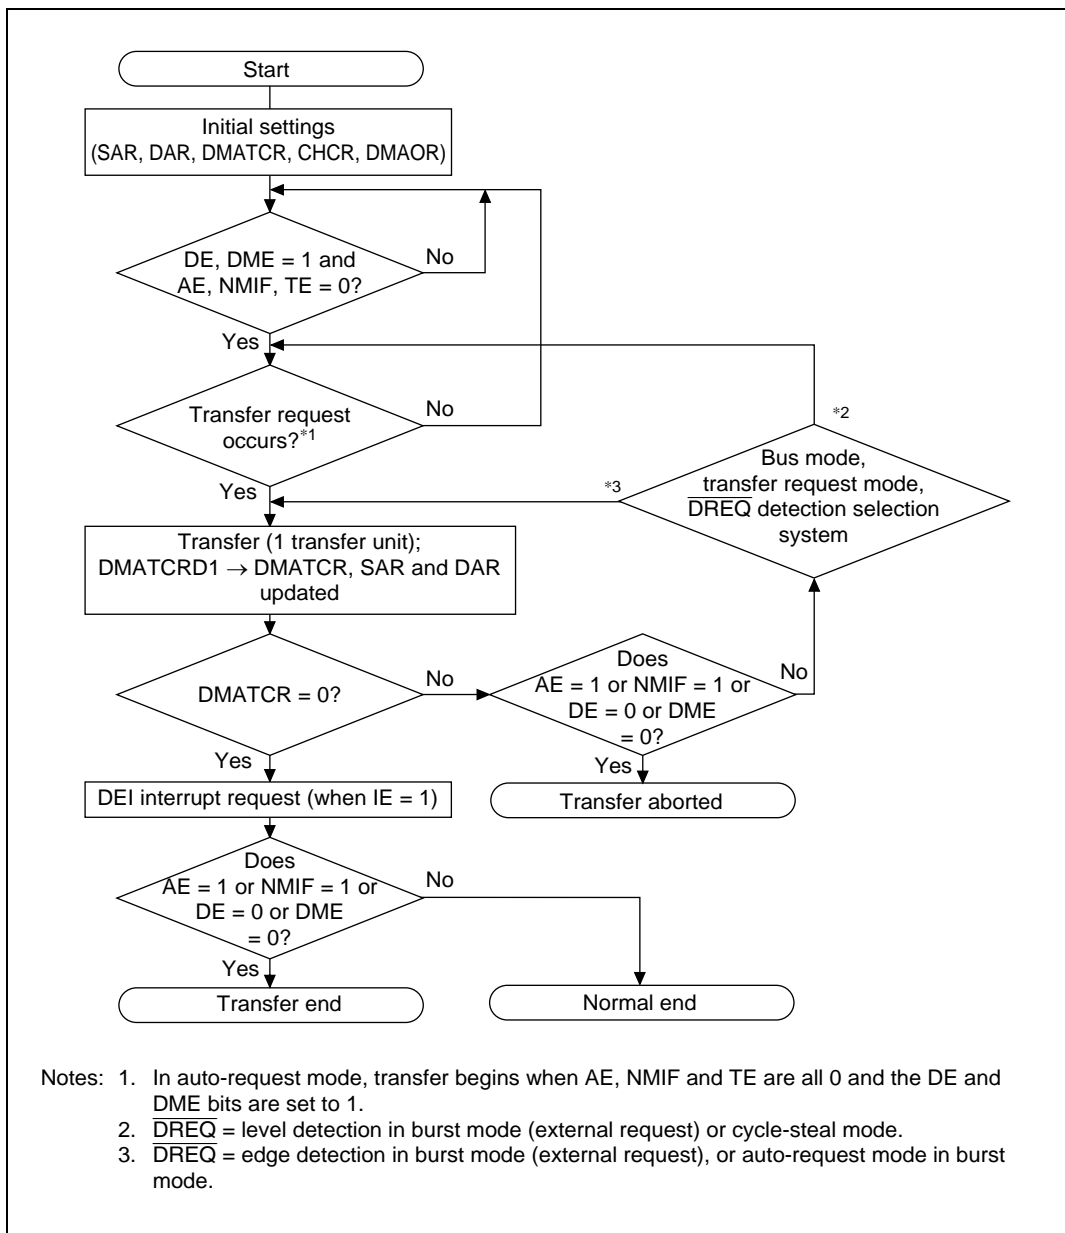 Start
Initial settings
(SAR, DAR, DMATCR, CHCR, DMAOR)
DE, DME = 1 and
AE, NMIF, TE = 0?
No
Yes
Transfer request
occurs?*1
No
Yes
*2
Bus mode,
transfer request mode,
DREQ detection selection
system
*3
Transfer (1 transfer unit);
DMATCRD1 → DMATCR, SAR and DAR
updated
DMATCR = 0?
No
Yes
Does
AE = 1 or NMIF = 1 or
DE = 0 or DME
= 0?
No
Yes
Transfer aborted
DEI interrupt request (when IE = 1)
Does
AE = 1 or NMIF = 1 or
DE = 0 or DME
= 0?
No
Yes
Transfer end
Normal end
Notes: 1. In auto-request mode, transfer begins when AE, NMIF and TE are all 0 and the DE and
DME bits are set to 1.
2. DREQ = level detection in burst mode (external request) or cycle-steal mode.
3. DREQ = edge detection in burst mode (external request), or auto-request mode in burst
mode.